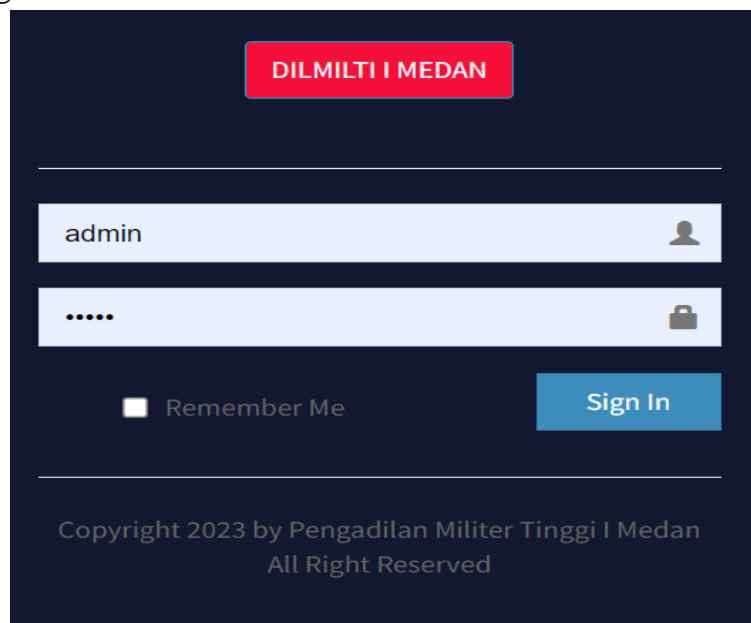 DILMILTI I MEDAN
admin
•••••
Remember Me
Sign In
Copyright 2023 by Pengadilan Militer Tinggi I Medan
All Right Reserved